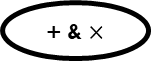 + & ×